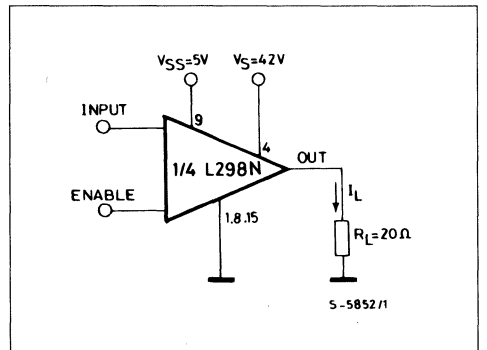 VSS=5V VS=42V
INPUT
9
4
OUT
1/4 L298N
IL
ENABLE
1.8.15
RL=20Ω
S-5852/1